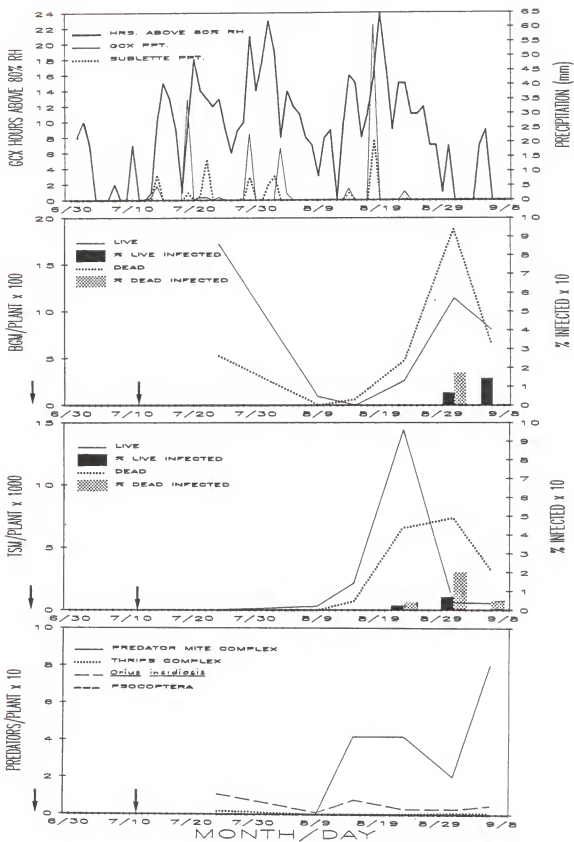 GCX HOURS ABOVE 80% RH
24
22
20
18
16
14
12
10
8
6
4
2
0
HRS. ABOVE 80% RH
GCX PPT.
SUBLETTE PPT.
65
60
55
50
45
40
35
30
25
20
15
10
5
0
PRECIPITATION (mm)
6/30 7/10 7/20 7/30 8/9 8/19 8/29 9/8
BGM/PLANT x 100
20
15
10
5
0
LIVE
% LIVE INFECTED
DEAD
% DEAD INFECTED
10
9
8
7
6
5
4
3
2
1
0
% INFECTED x 10
6/30 7/10 7/20 7/30 8/9 8/19 8/29 9/8
TSM/PLANT x 1000
15
10
5
0
LIVE
% LIVE INFECTED
DEAD
% DEAD INFECTED
10
9
8
7
6
5
4
3
2
1
0
% INFECTED x 10
6/30 7/10 7/20 7/30 8/9 8/19 8/29 9/8
PREDATORS/PLANT x 10
10
8
6
4
2
0
PREDATOR MITE COMPLEX
THRIPS COMPLEX
Orius insidiosis
PSOCOPTERA
6/30 7/10 7/20 7/30 8/9 8/19 8/29 9/8
MONTH/DAY